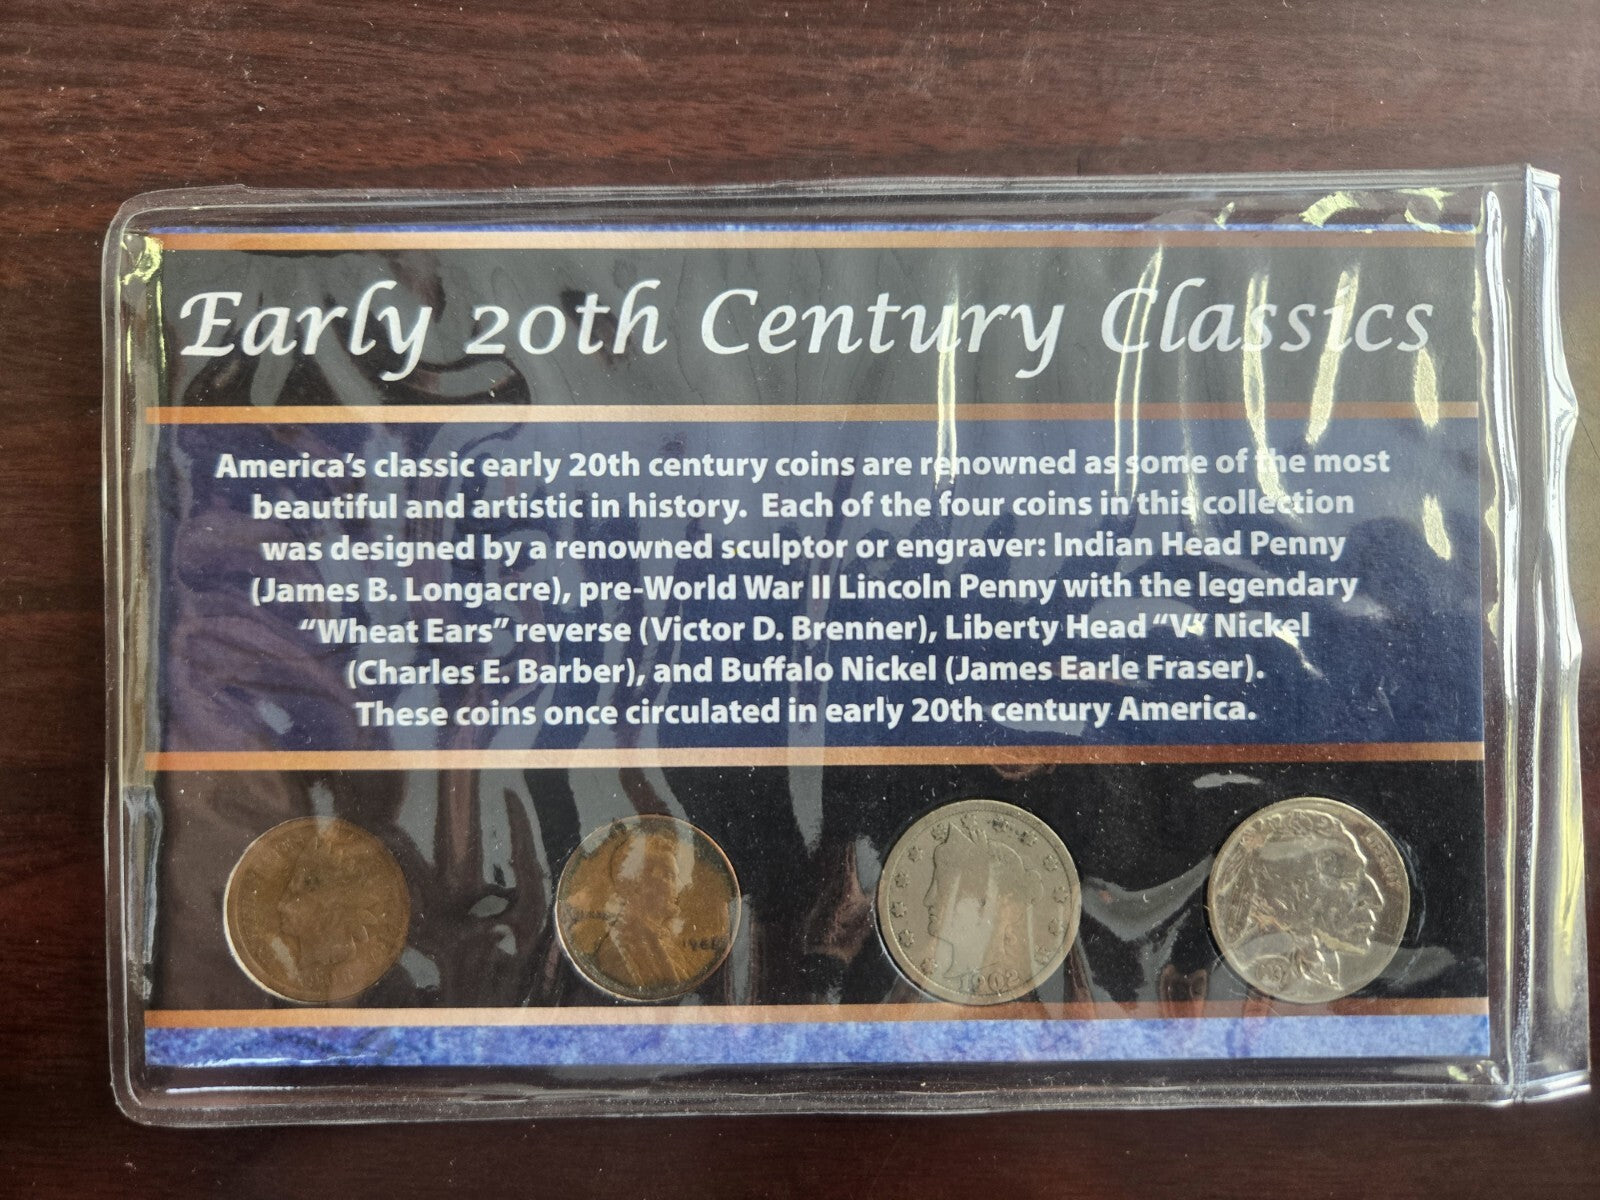 Early 20th Century Classics
America's classic early 20th century coins are renowned as some of the most
beautiful and artistic in history. Each of the four coins in this collection
was designed by a renowned sculptor or engraver: Indian Head Penny
(James B. Longacre), pre-World War II Lincoln Penny with the legendary
“Wheat Ears” reverse (Victor D. Brenner), Liberty Head “V” Nickel
(Charles E. Barber), and Buffalo Nickel (James Earle Fraser).
These coins once circulated in early 20th century America.